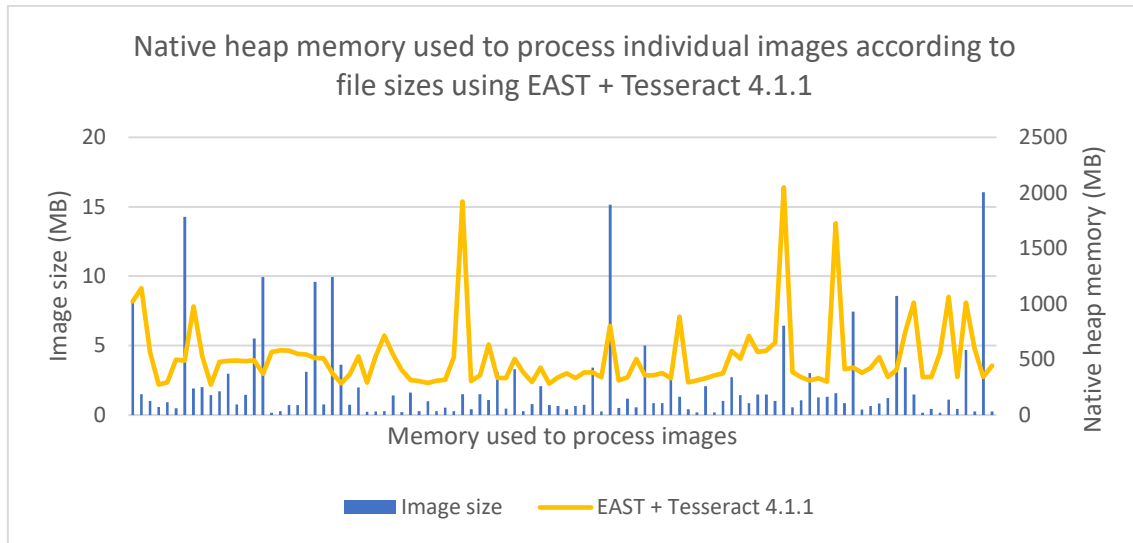 Native heap memory used to process individual images according to
file sizes using EAST + Tesseract 4.1.1
20
15
10
5
0
Image size (MB)
2500
2000
1500
1000
500
0
Native heap memory (MB)
Memory used to process images
Image size
EAST + Tesseract 4.1.1